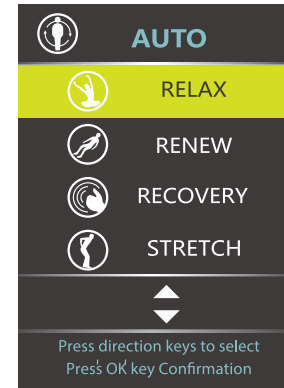 AUTO
RELAX
RENEW
RECOVERY
STRETCH
Press direction keys to select
Press 'OK' key Confirmation